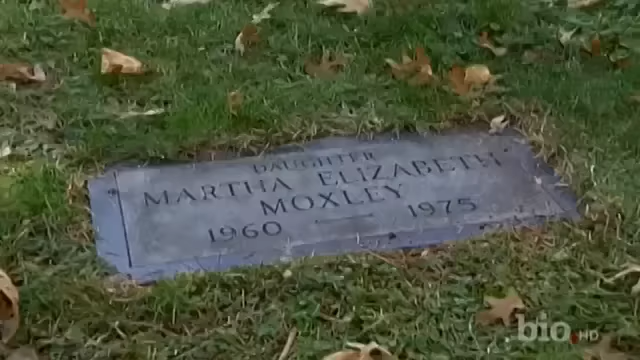 DAUGHTER
MARTHA ELIZABETH
MOXLEY
1960 — 1975
bio.HD